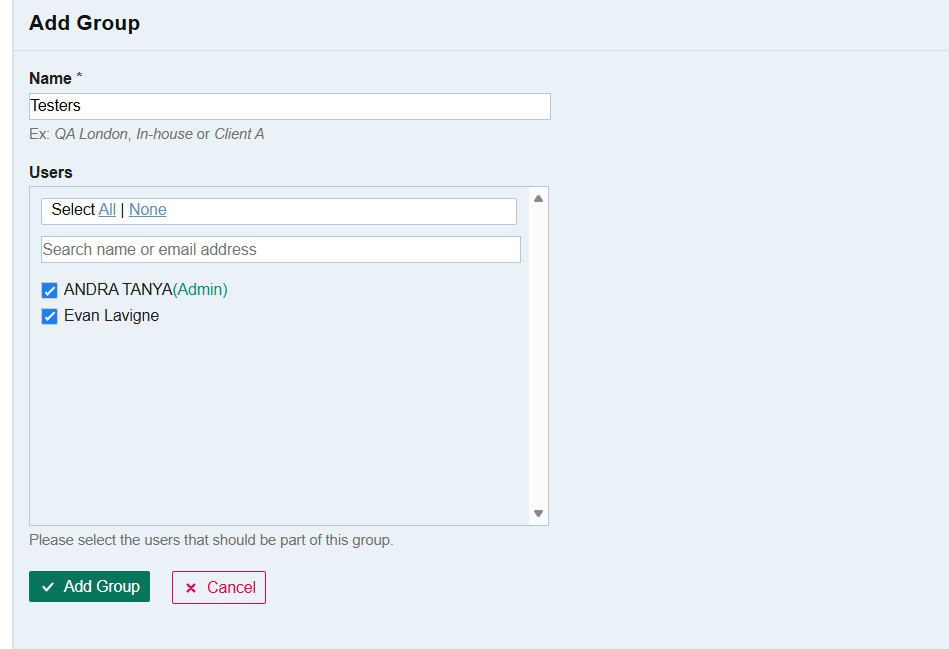 Add Group
Name *
Testers
Ex: QA London, In-house or Client A
Users
Select All | None
Search name or email address
ANDRA TANYA(Admin)
Evan Lavigne
Please select the users that should be part of this group.
Add Group
Cancel